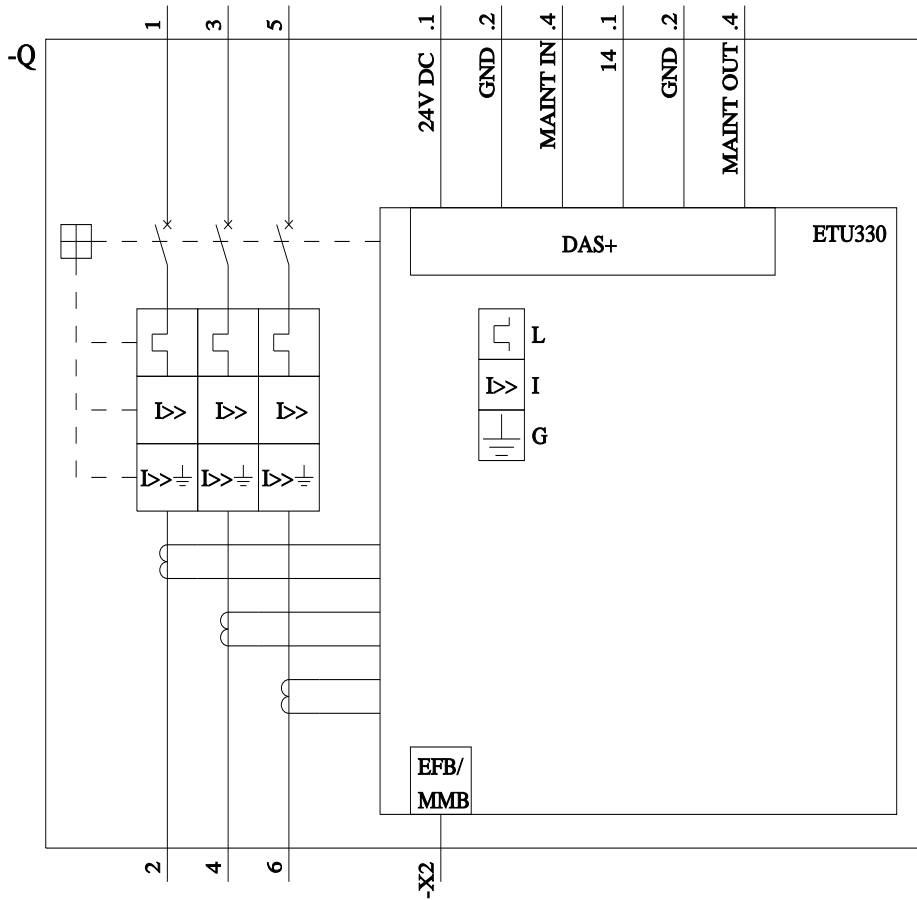 1
3
5
.1
.2
.4
.1
.2
.4
-Q
24V DC
GND
MAINT IN
14
GND
MAINT OUT
DAS+
ETU330
L
I>> I
G
I>> I>> I>>
I>> I>> I>>
EFB/
MMB
2
4
6
-X2